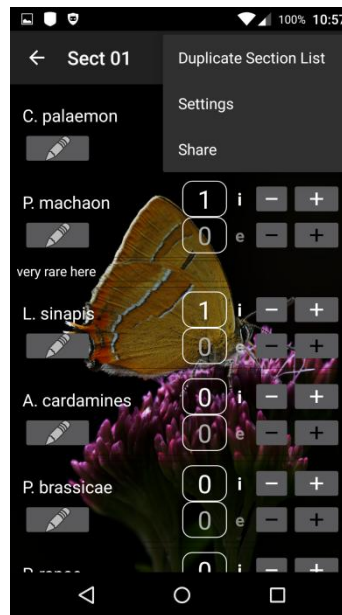 100% 10:57
Sect 01
Duplicate Section List
Settings
Share
C. palaemon
P. machaon 1 i − +
0 e − +
very rare here
L. sinapis 1 i − +
0 e − +
A. cardamines 0 i − +
0 e − +
P. brassicae 0 i − +
0 e − +